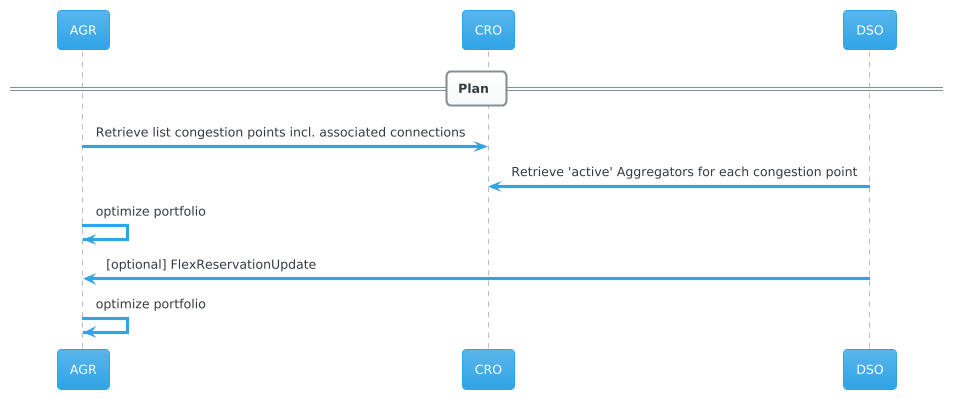 AGR
CRO
DSO
Plan
Retrieve list congestion points incl. associated connections
Retrieve 'active' Aggregators for each congestion point
optimize portfolio
[optional] FlexReservationUpdate
optimize portfolio
AGR
CRO
DSO